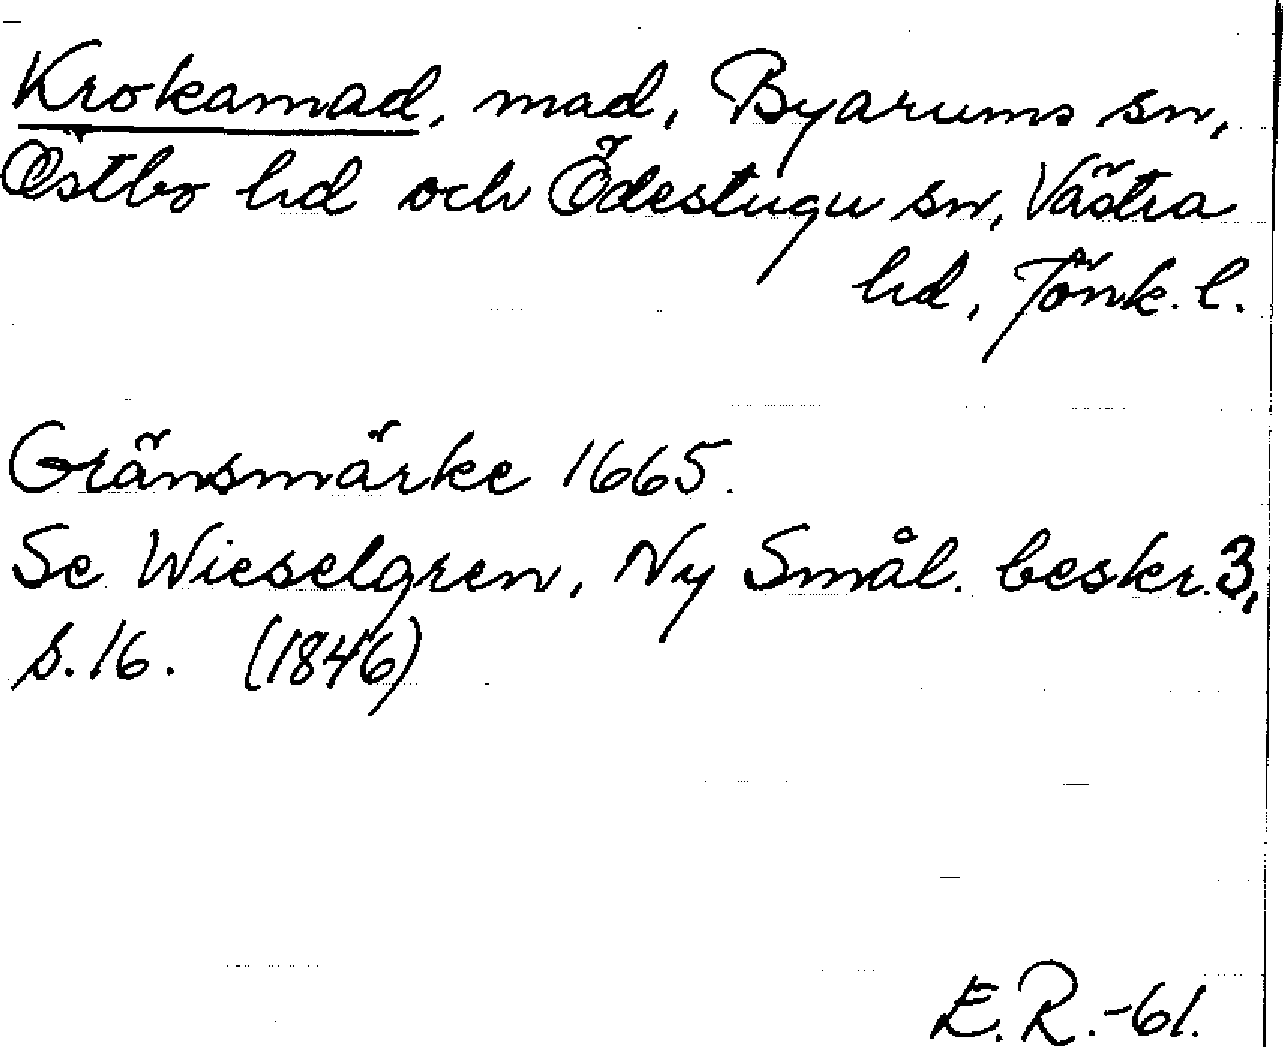 Krokamad, mad, Byarums sn,
Östbo hd och Ödestugu sn, Västra
hd, Jönk. l.
Gränsmärke 1665.
Se Wieselgren, Ny Smål. beskr. 3,
s. 16. (1846)
E.R.-61.